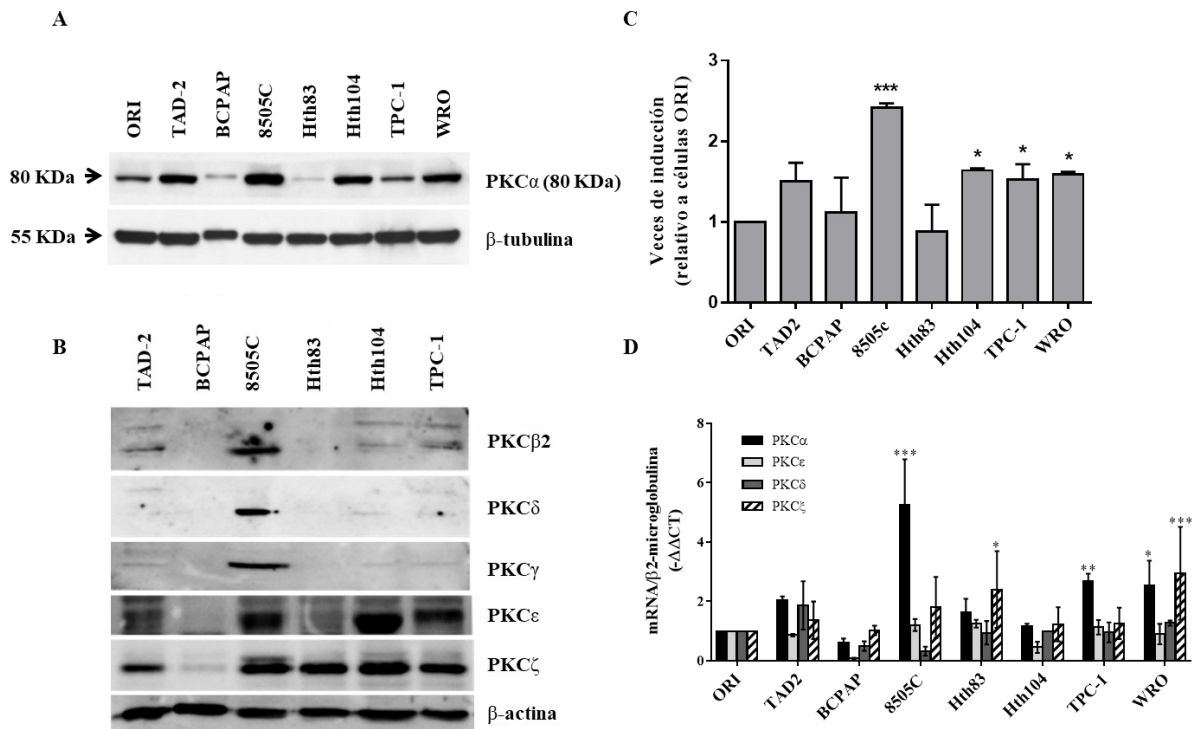 A
ORI
TAD-2
BCPAP
8505C
Hth83
Hth104
TPC-1
WRO
80 KDa
PKCα (80 KDa)
55 KDa
β-tubulina
B
TAD-2
BCPAP
8505C
Hth83
Hth104
TPC-1
PKCβ2
PKCδ
PKCγ
PKCε
PKCζ
β-actina
C
Veces de inducción
(relativo a células ORI)
3
2
1
0
***
*
*
*
ORI
TAD2
BCPAP
8505c
Hth83
Hth104
TPC-1
WRO
D
mRNA/β2-microglobulina
(-ΔΔCT)
8
6
4
2
0
PKCα
PKCε
PKCδ
PKCξ
***
*
**
*
***
ORI
TAD2
BCPAP
8505C
Hth83
Hth104
TPC-1
WRO